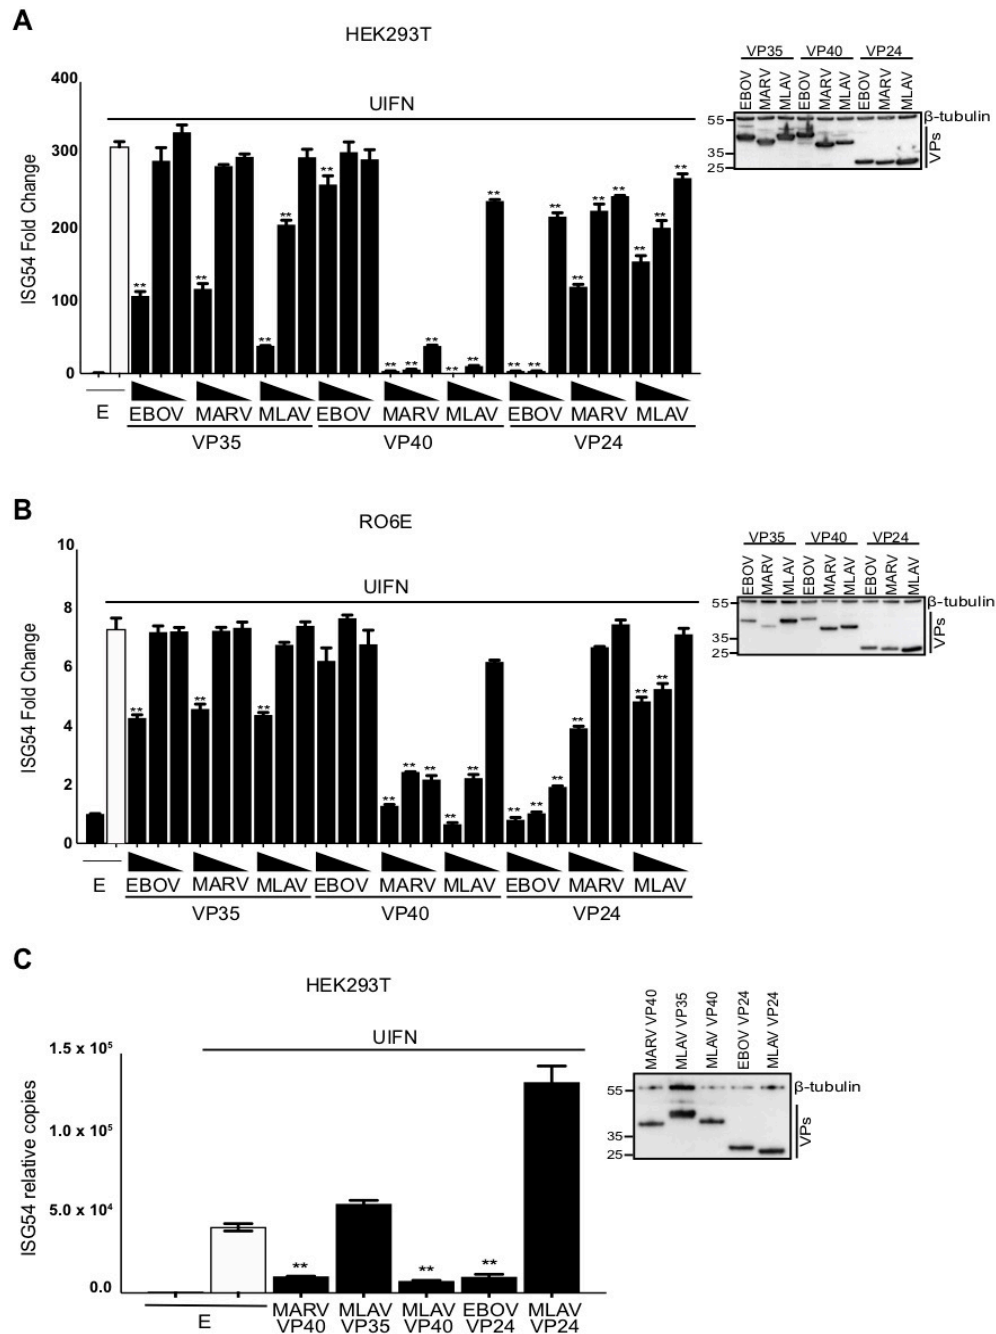 A
HEK293T
400
300
200
100
0
ISG54 Fold Change
UIFN
** ** ** ** ** ** ** ** ** ** ** ** ** ** ** ** ** ** ** **
E
EBOV MARV MLAV EBOV MARV MLAV EBOV MARV MLAV
VP35 VP40 VP24
VP35 VP40 VP24
EBOV MARV MLAV EBOV MARV MLAV EBOV MARV MLAV
55
35
25
β-tubulin
VPs
B
RO6E
10
8
6
4
2
0
ISG54 Fold Change
UIFN
** ** ** ** ** ** ** ** ** ** ** ** ** **
E
EBOV MARV MLAV EBOV MARV MLAV EBOV MARV MLAV
VP35 VP40 VP24
VP35 VP40 VP24
EBOV MARV MLAV EBOV MARV MLAV EBOV MARV MLAV
55
35
25
β-tubulin
VPs
C
HEK293T
UIFN
1.5 x 10⁵
1.0 x 10⁵
5.0 x 10⁴
0.0
ISG54 relative copies
** ** **
E
MARV MLAV MLAV EBOV MLAV
VP40 VP35 VP40 VP24 VP24
MARV VP40
MLAV VP35
MLAV VP40
EBOV VP24
MLAV VP24
55
35
25
β-tubulin
VPs